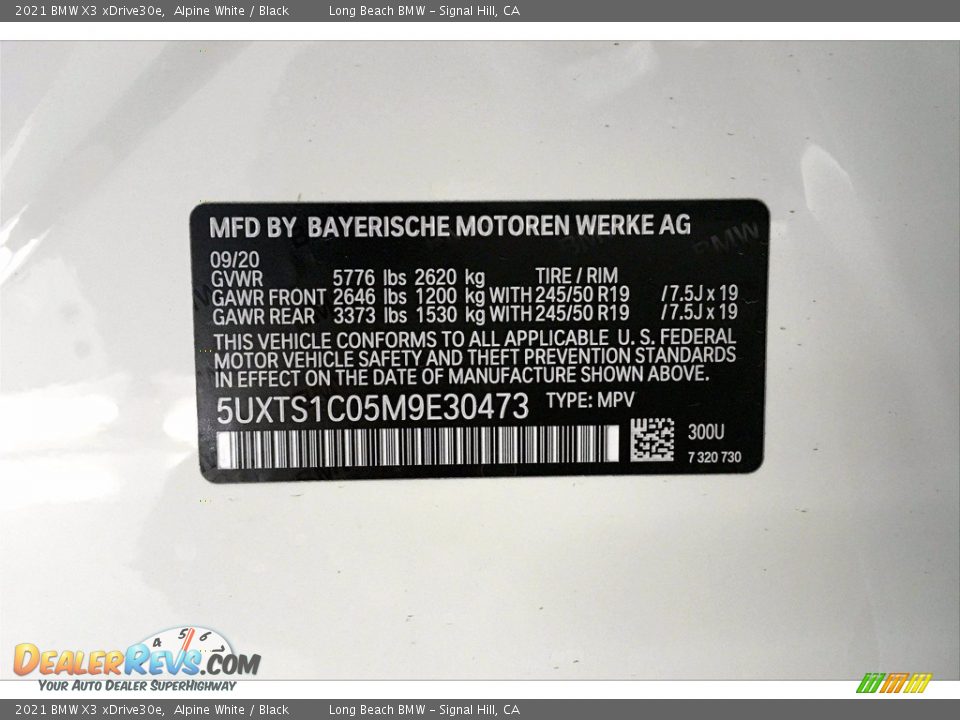 2021 BMW X3 xDrive30e, Alpine White / Black Long Beach BMW - Signal Hill, CA
MFD BY BAYERISCHE MOTOREN WERKE AG
09/20
GVWR 5776 lbs 2620 kg TIRE / RIM
GAWR FRONT 2646 lbs 1200 kg WITH 245/50 R19 / 7.5J x 19
GAWR REAR 3373 lbs 1530 kg WITH 245/50 R19 / 7.5J x 19
THIS VEHICLE CONFORMS TO ALL APPLICABLE U. S. FEDERAL
MOTOR VEHICLE SAFETY AND THEFT PREVENTION STANDARDS
IN EFFECT ON THE DATE OF MANUFACTURE SHOWN ABOVE.
5UXTS1C05M9E30473 TYPE: MPV
300U
7 320 730
4 5 6 7
DEALERREVS.COM
YOUR AUTO DEALER SUPERHIGHWAY
2021 BMW X3 xDrive30e, Alpine White / Black Long Beach BMW - Signal Hill, CA